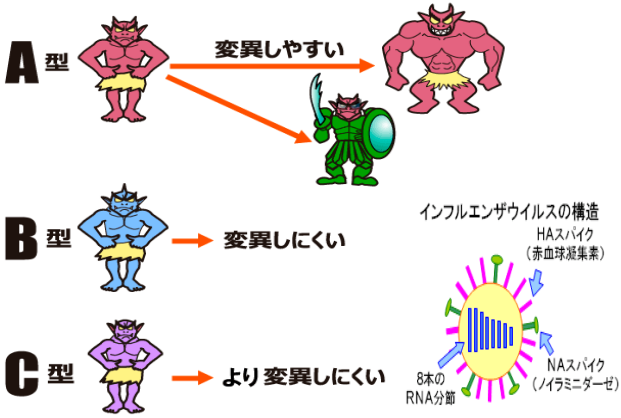 A型
変異しやすい
B型
変異しにくい
C型
より変異しにくい
インフルエンザウイルスの構造
HAスパイク
（赤血球凝集素）
8本の
RNA分節
NAスパイク
（ノイラミニダーゼ）